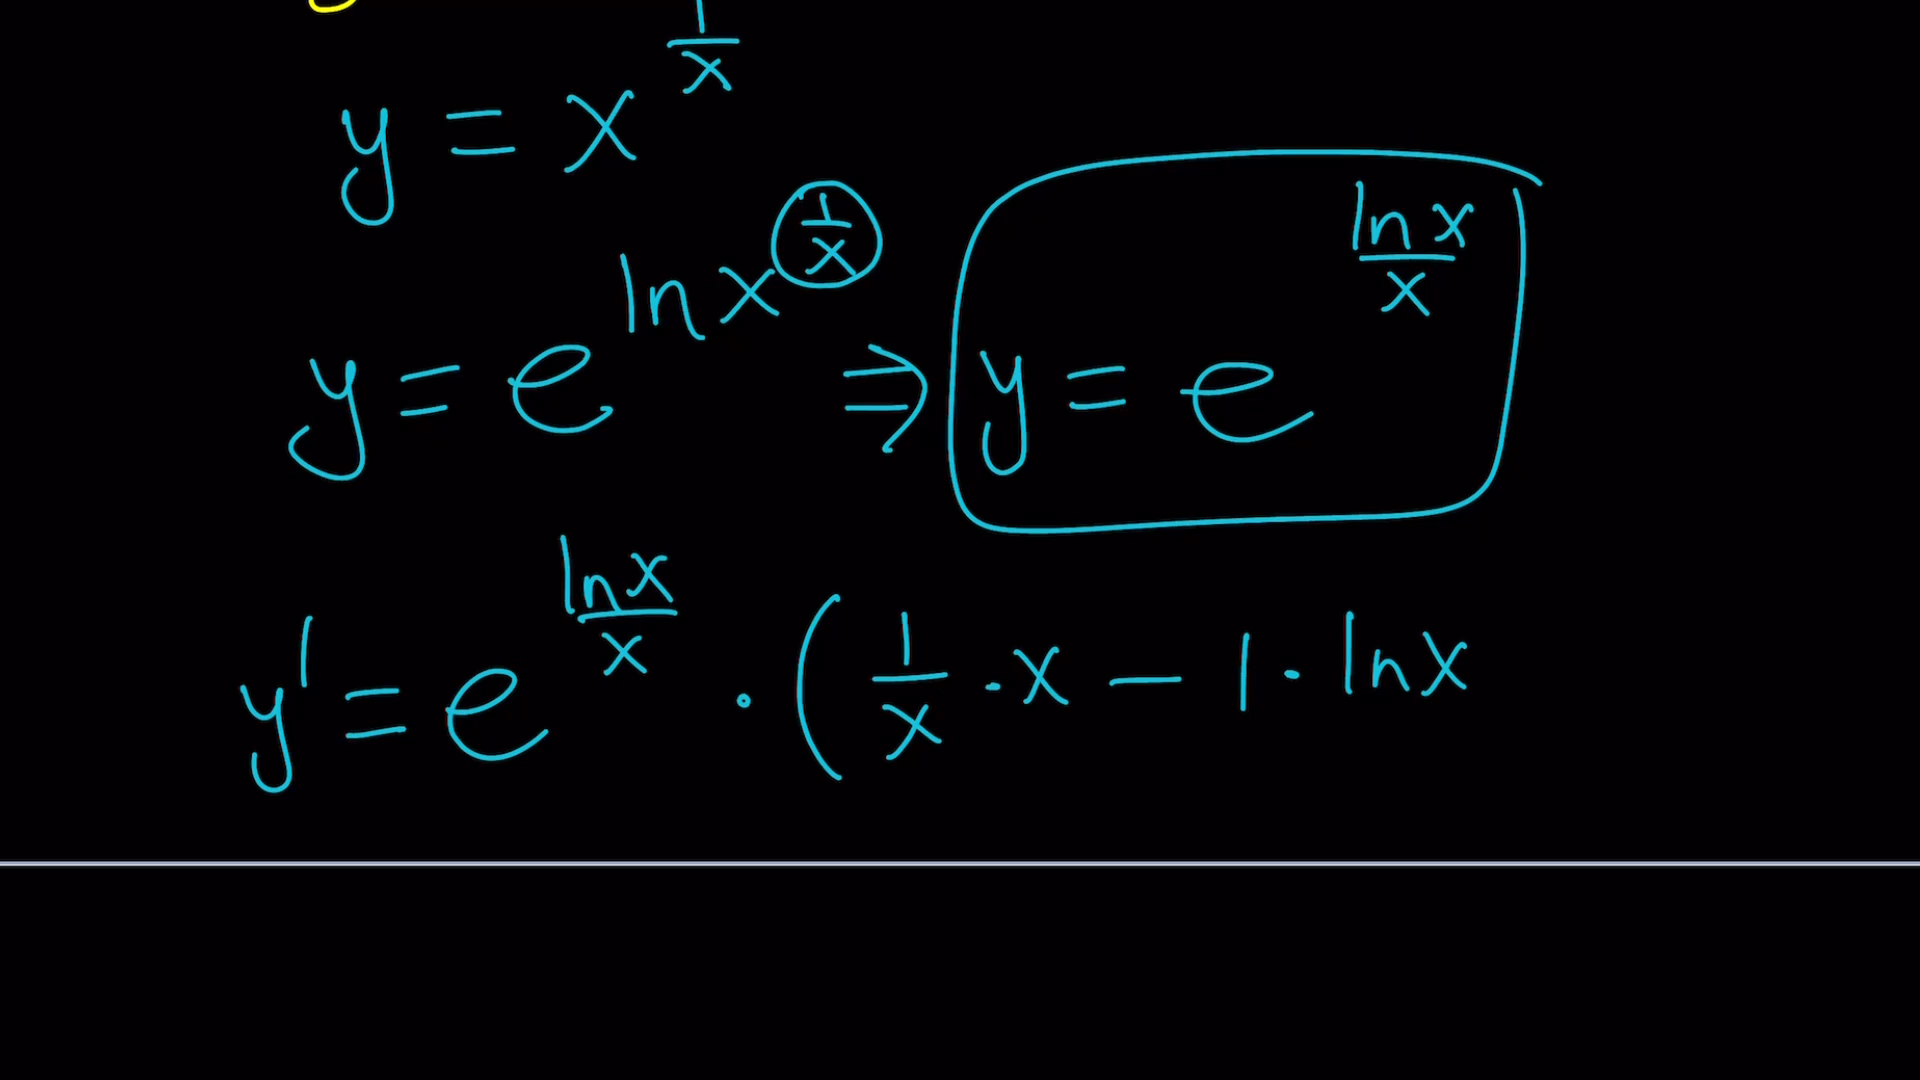 y = x^(1/x)
y = e^(ln x^(1/x)) ⇒ y = e^((ln x)/x)
y' = e^((ln x)/x) · (1/x · x − 1 · ln x